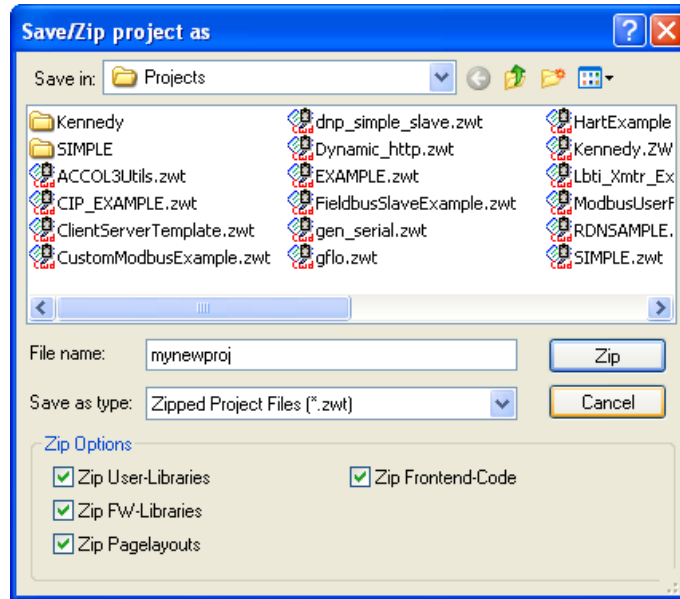 Save/Zip project as
Save in: Projects
Kennedy
SIMPLE
ACCOL3Utils.zwt
CIP_EXAMPLE.zwt
ClientServerTemplate.zwt
CustomModbusExample.zwt
dnp_simple_slave.zwt
Dynamic_http.zwt
EXAMPLE.zwt
FieldbusSlaveExample.zwt
gen_serial.zwt
gflo.zwt
HartExample
Kennedy.ZW
Lbti_Xmtr_Ex
ModbusUserF
RDNSAMPLE.
SIMPLE.zwt
File name: mynewproj Zip
Save as type: Zipped Project Files (*.zwt) Cancel
Zip Options
Zip User-Libraries Zip Frontend-Code
Zip FW-Libraries
Zip Pagelayouts